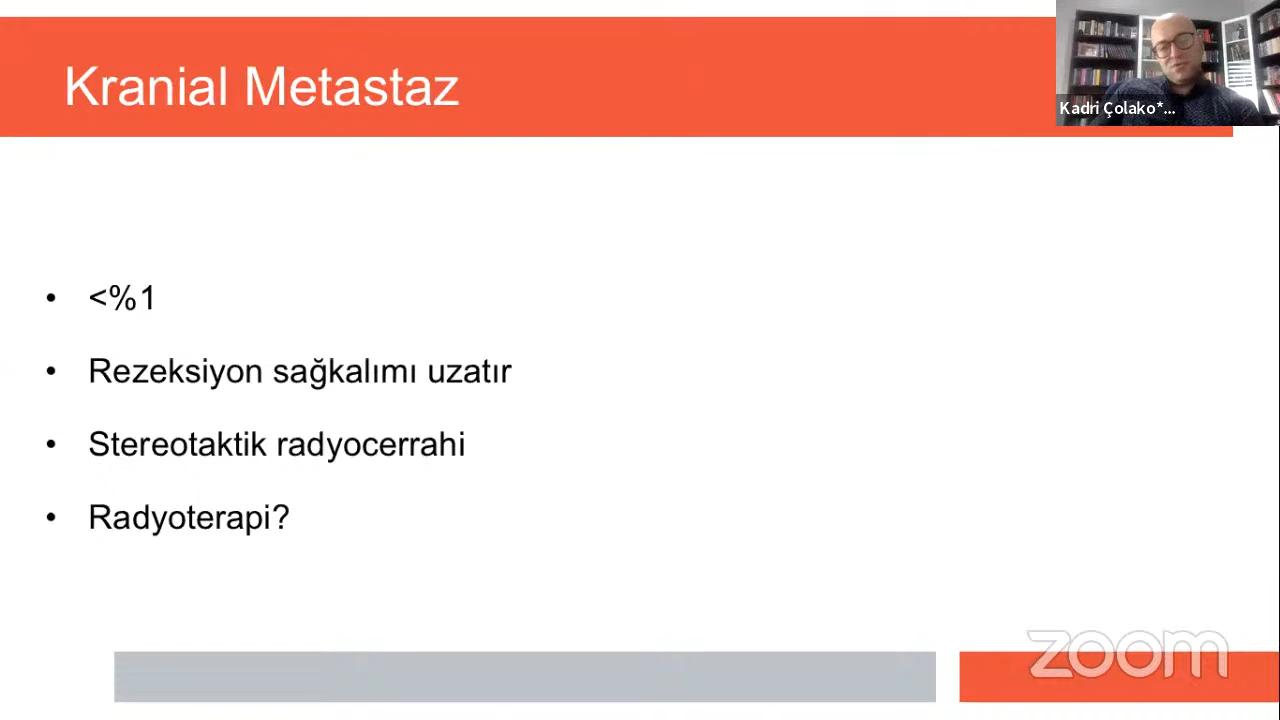 Kranial Metastaz
Kadri Çolako*...
• <%1
• Rezeksiyon sağkalımı uzatır
• Stereotaktik radyocerrahi
• Radyoterapi?
zoom